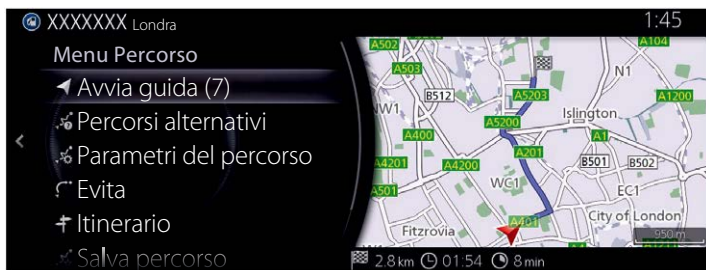 XXXXXXX Londra
1:45
Menu Percorso
Avvia guida (7)
Percorsi alternativi
Parametri del percorso
Evita
Itinerario
Salva percorso
A502
A104
A503
N1
B512
A5203
A1200
NW1
A5200
Islington
A400
A1
A4201
A4200
A201
B501
B502
A501
WC1
EC1
A401
City of London
Fitzrovia
950 m
2.8 km 01:54 8 min